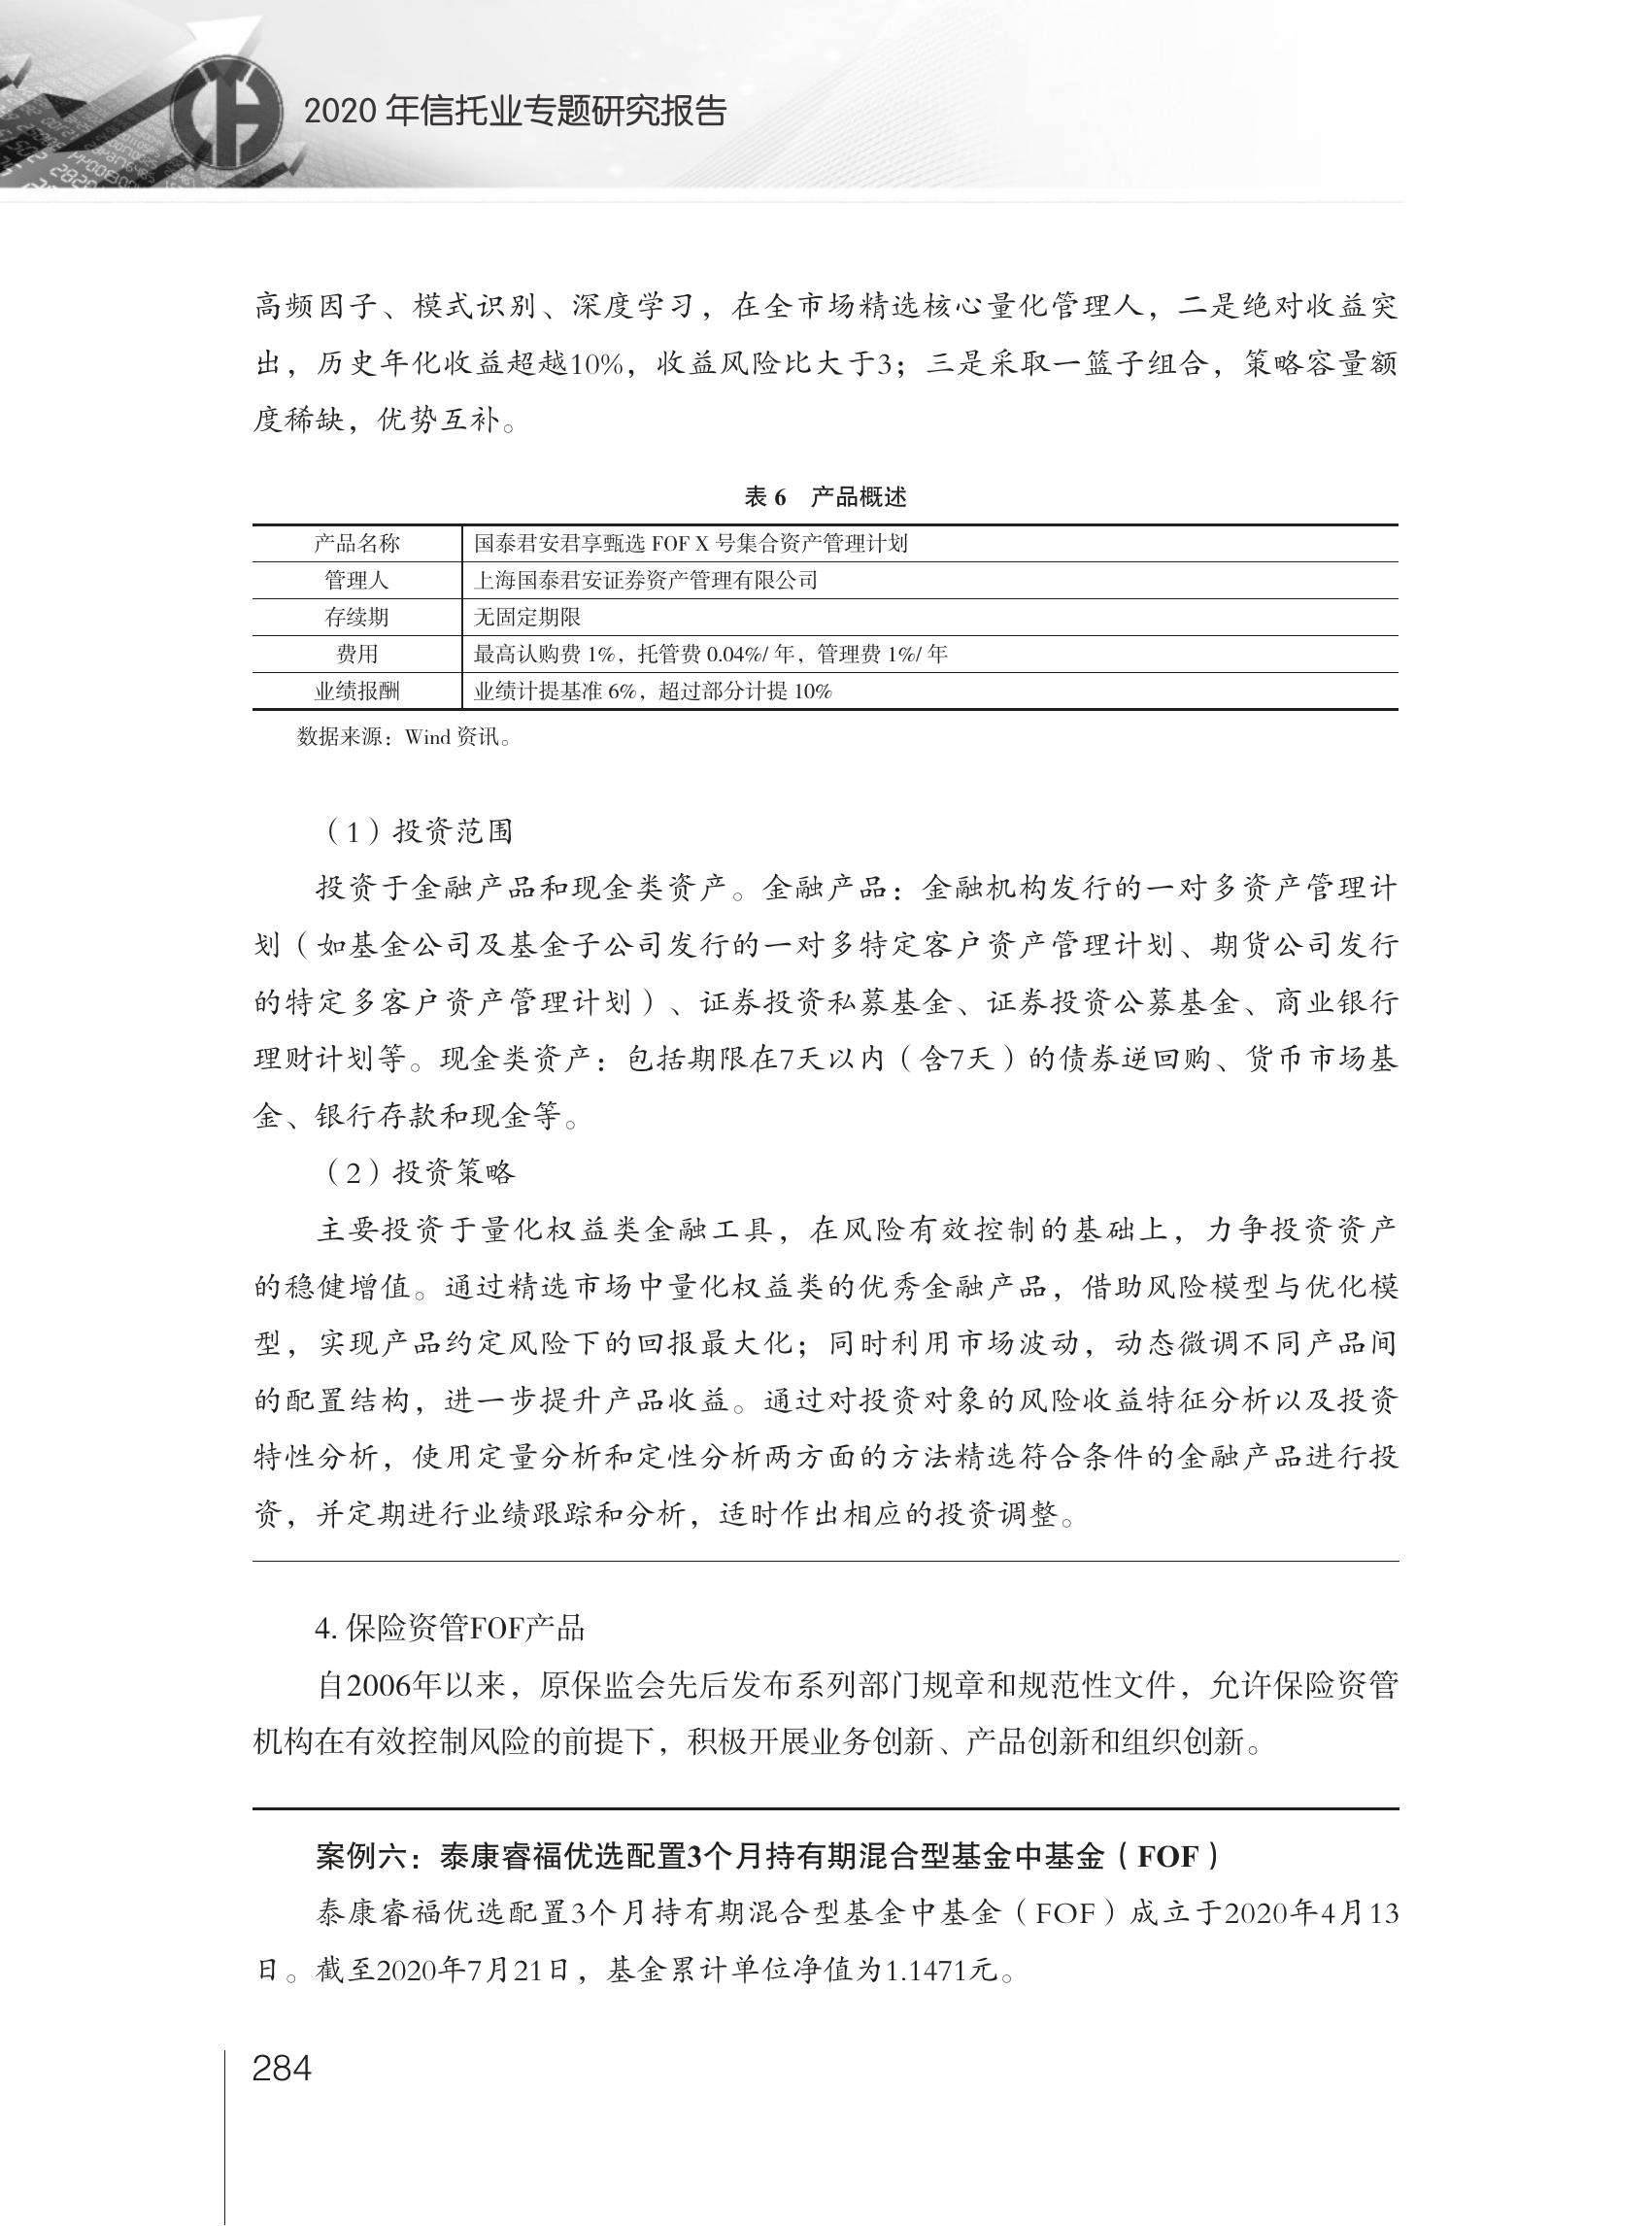 2020 年信托业专题研究报告
高频因子、模式识别、深度学习，在全市场精选核心量化管理人，二是绝对收益突
出，历史年化收益超越10%，收益风险比大于3；三是采取一篮子组合，策略容量额
度稀缺，优势互补。
表 6　产品概述
产品名称 国泰君安君享甄选 FOF X 号集合资产管理计划
管理人 上海国泰君安证券资产管理有限公司
存续期 无固定期限
费用 最高认购费 1%，托管费 0.04%/ 年，管理费 1%/ 年
业绩报酬 业绩计提基准 6%，超过部分计提 10%
数据来源：Wind 资讯。
（1）投资范围
投资于金融产品和现金类资产。金融产品：金融机构发行的一对多资产管理计
划（如基金公司及基金子公司发行的一对多特定客户资产管理计划、期货公司发行
的特定多客户资产管理计划）、证券投资私募基金、证券投资公募基金、商业银行
理财计划等。现金类资产：包括期限在7天以内（含7天）的债券逆回购、货币市场基
金、银行存款和现金等。
（2）投资策略
主要投资于量化权益类金融工具，在风险有效控制的基础上，力争投资资产
的稳健增值。通过精选市场中量化权益类的优秀金融产品，借助风险模型与优化模
型，实现产品约定风险下的回报最大化；同时利用市场波动，动态微调不同产品间
的配置结构，进一步提升产品收益。通过对投资对象的风险收益特征分析以及投资
特性分析，使用定量分析和定性分析两方面的方法精选符合条件的金融产品进行投
资，并定期进行业绩跟踪和分析，适时作出相应的投资调整。
4. 保险资管FOF产品
自2006年以来，原保监会先后发布系列部门规章和规范性文件，允许保险资管
机构在有效控制风险的前提下，积极开展业务创新、产品创新和组织创新。
案例六：泰康睿福优选配置3个月持有期混合型基金中基金（FOF）
泰康睿福优选配置3个月持有期混合型基金中基金（FOF）成立于2020年4月13
日。截至2020年7月21日，基金累计单位净值为1.1471元。
284